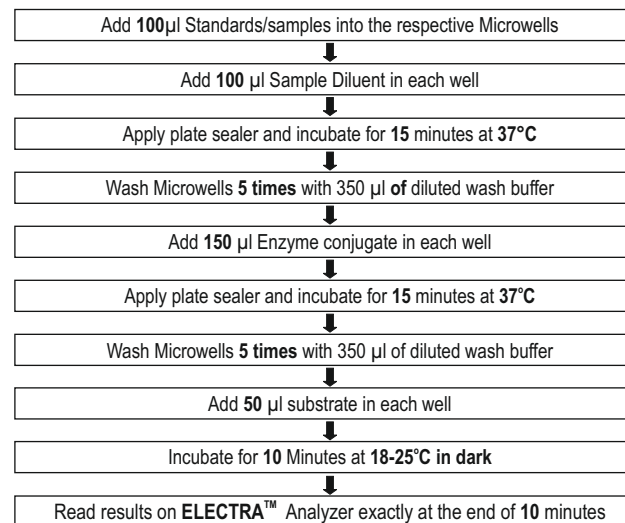 Add 100µl Standards/samples into the respective Microwells
Add 100 µl Sample Diluent in each well
Apply plate sealer and incubate for 15 minutes at 37°C
Wash Microwells 5 times with 350 µl of diluted wash buffer
Add 150 µl Enzyme conjugate in each well
Apply plate sealer and incubate for 15 minutes at 37°C
Wash Microwells 5 times with 350 µl of diluted wash buffer
Add 50 µl substrate in each well
Incubate for 10 Minutes at 18-25°C in dark
Read results on ELECTRA™ Analyzer exactly at the end of 10 minutes